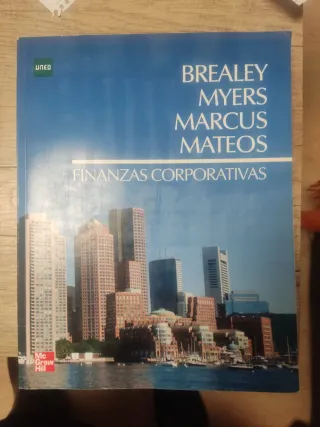 UNED
BREALEY
MYERS
MARCUS
MATEOS
FINANZAS CORPORATIVAS
Mc
Graw
Hill